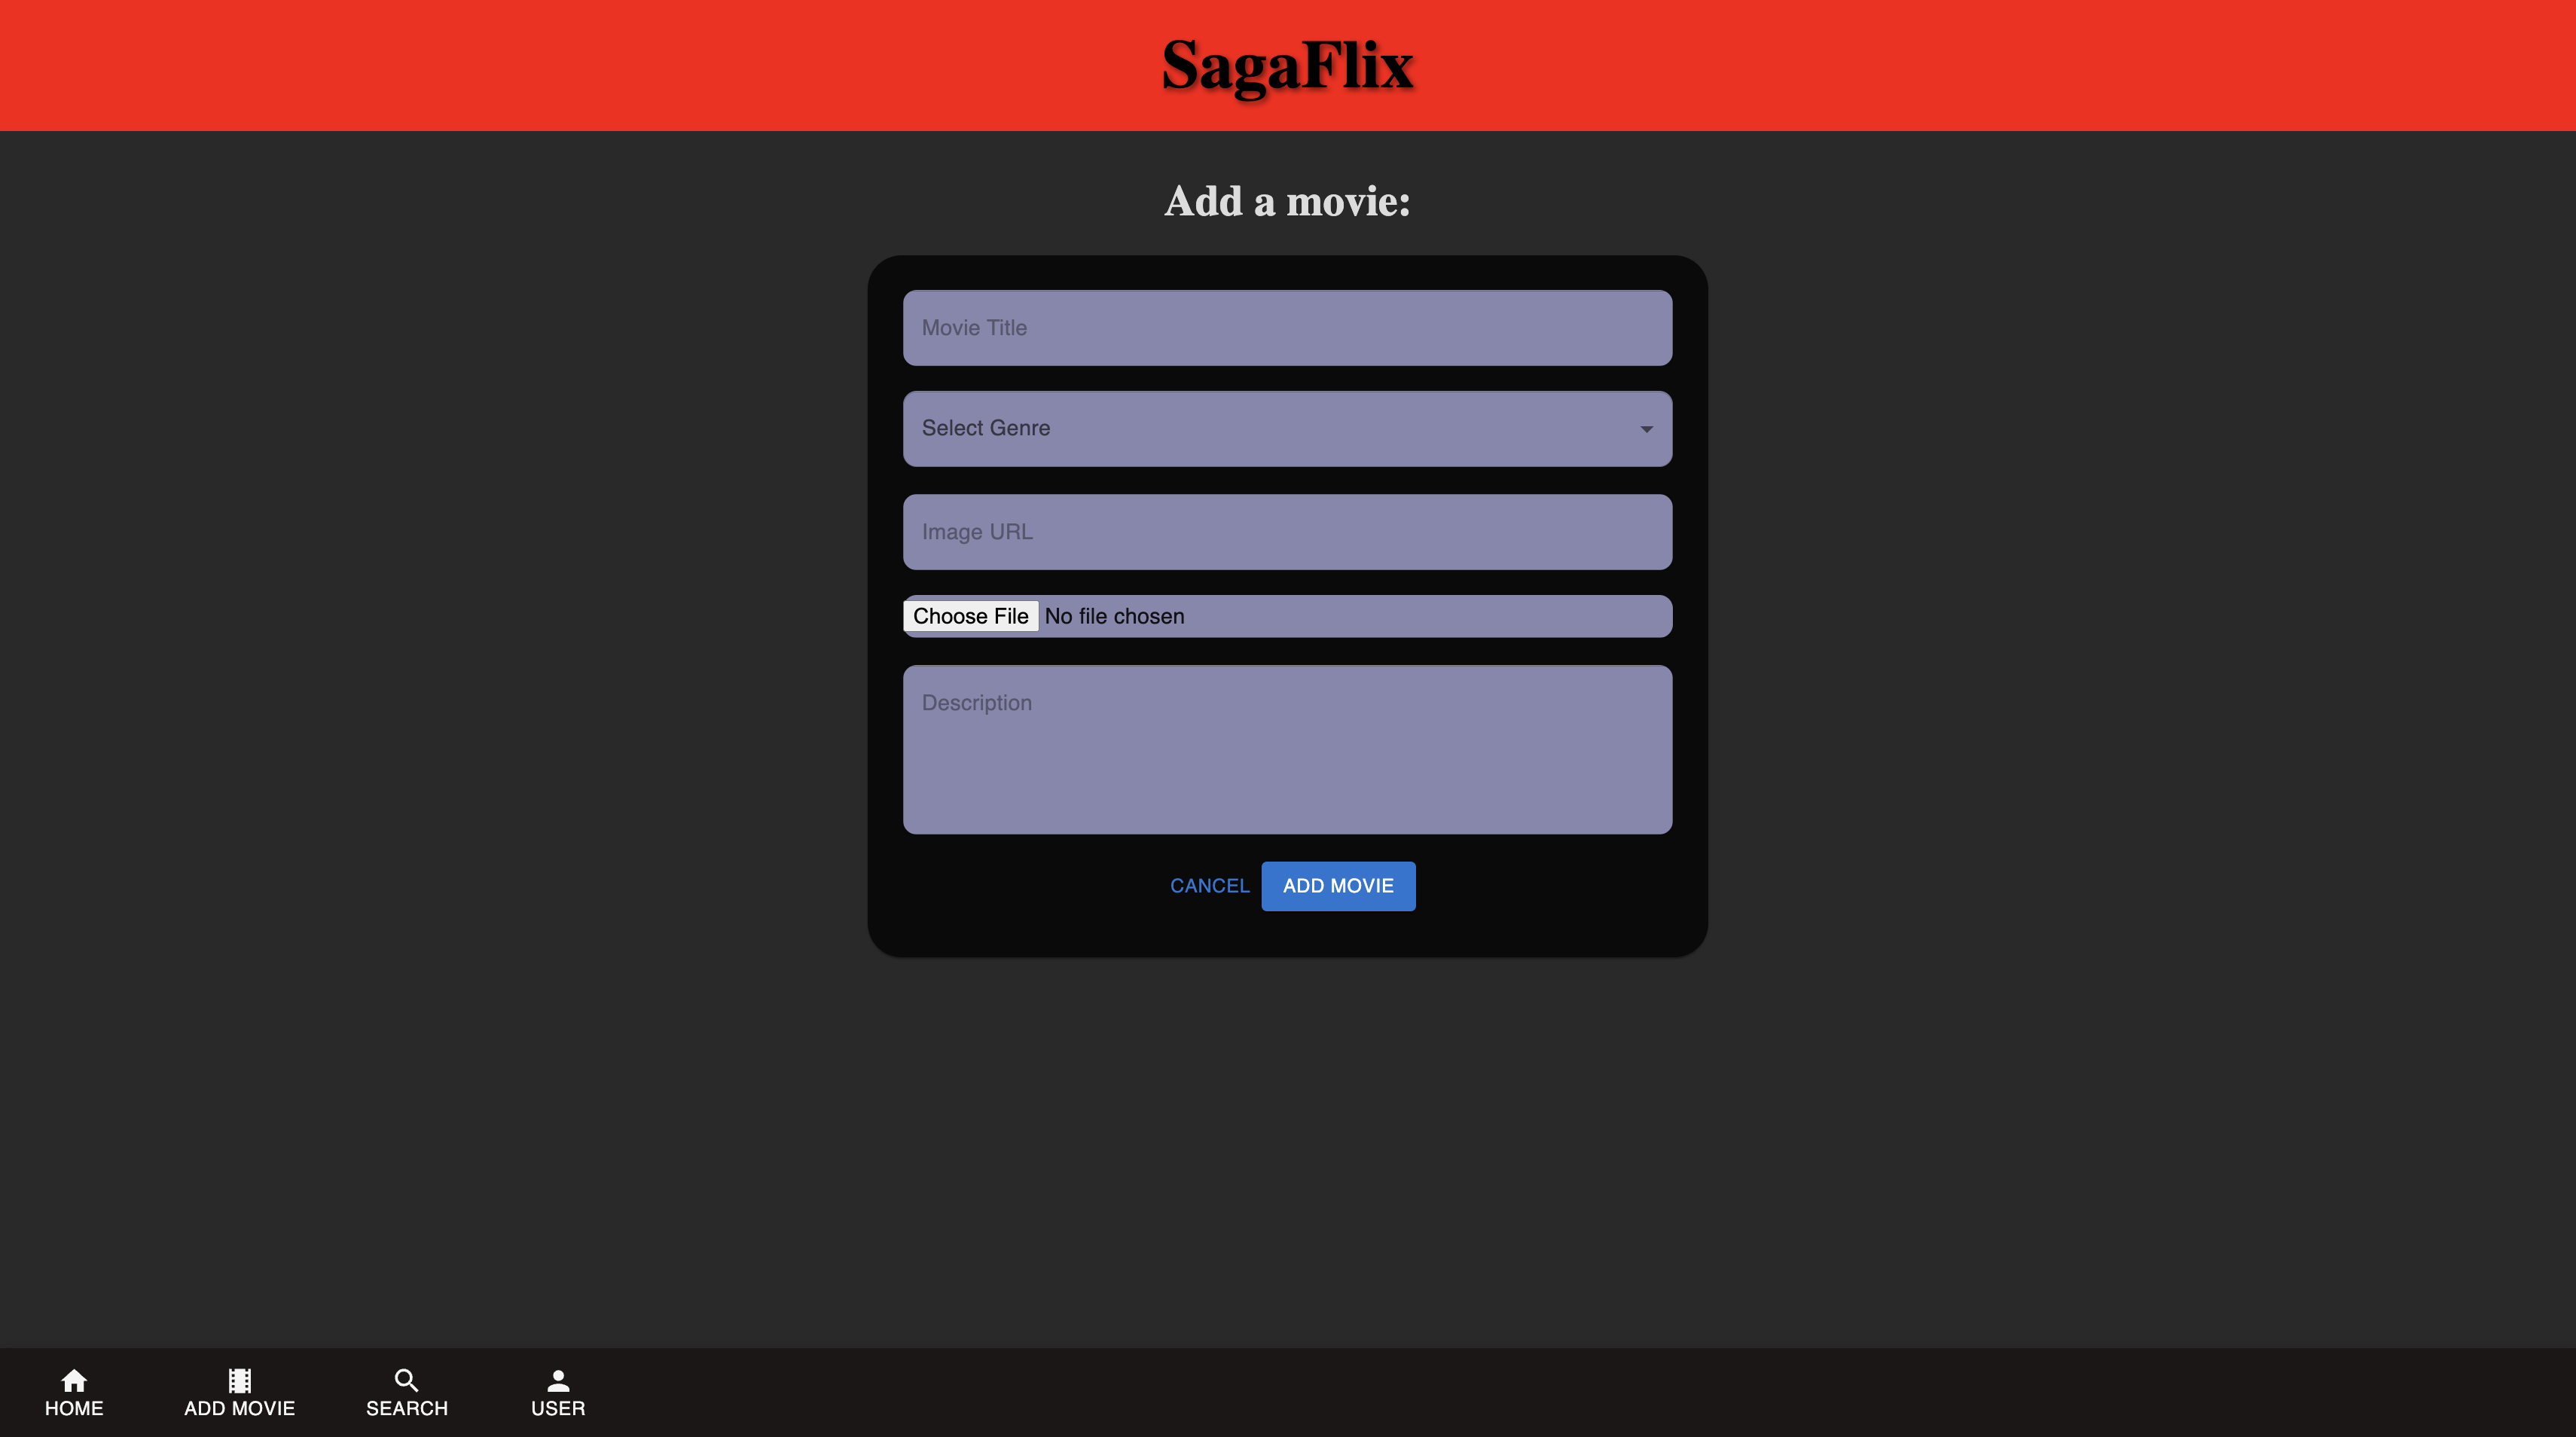 SagaFlix
Add a movie:
Movie Title
Select Genre
Image URL
Choose File No file chosen
Description
CANCEL ADD MOVIE
HOME ADD MOVIE SEARCH USER